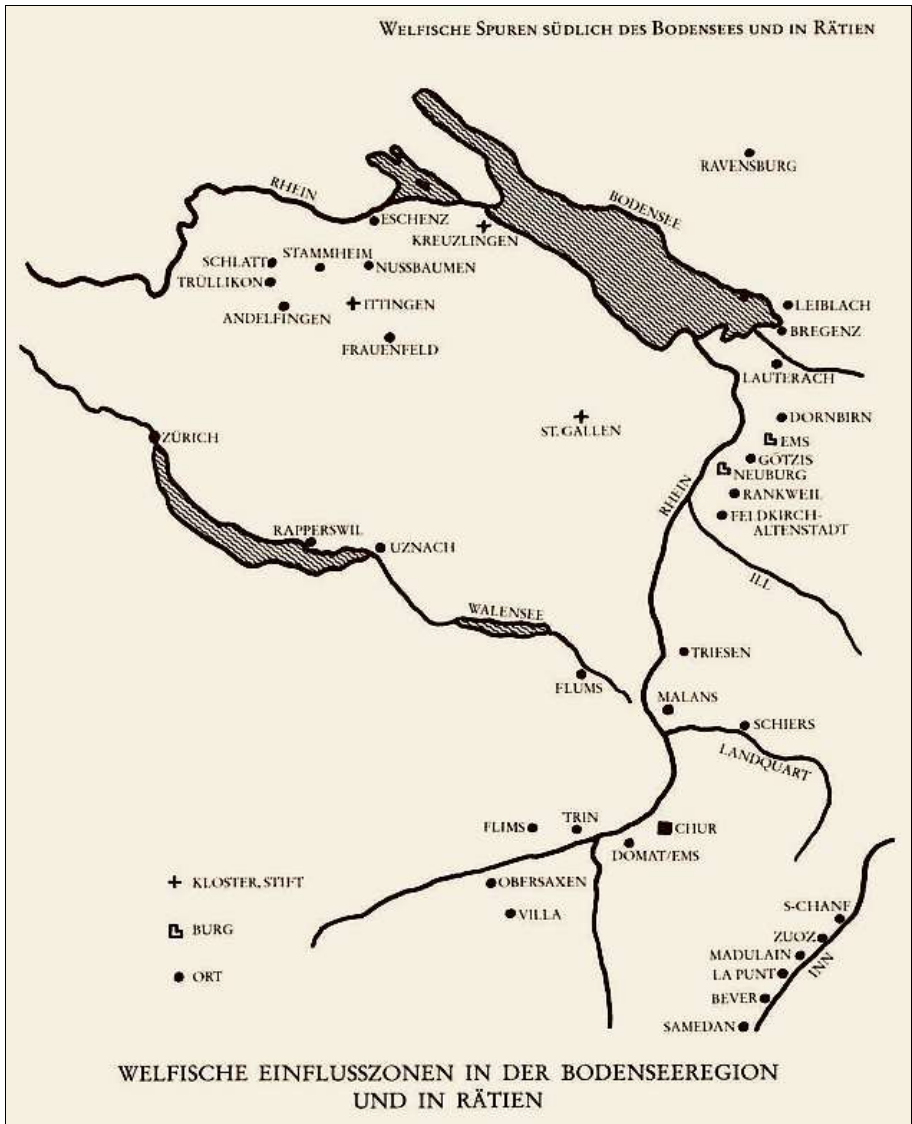 WELFISCHE SPUREN SÜDLICH DES BODENSEES UND IN RÄTIEN
RAVENSBURG
RHEIN
BODENSEE
ESCHENZ
KREUZLINGEN
STAMMHEIM
SCHLATT
NUSSBAUMEN
TRÜLLIKON
ITTINGEN
LEIBLACH
ANDELFINGEN
BREGENZ
FRAUENFELD
LAUTERACH
DORNBIRN
ST. GALLEN
ZÜRICH
EMS
GÖTZIS
NEUBURG
RHEIN
RANKWEIL
FELDKIRCH-
ALTENSTADT
RAPPERSWIL
UZNACH
ILL
WALENSEE
TRIESEN
FLUMS
MALANS
SCHIERS
LANDQUART
FLIMS
TRIN
CHUR
DOMAT/EMS
KLOSTER, STIFT
OBERSAXEN
S-CHANF
VILLA
BURG
ZUOZ
MADULAIN
INN
LA PUNT
ORT
BEVER
SAMEDAN
WELFISCHE EINFLUSSZONEN IN DER BODENSEEREGION
UND IN RÄTIEN